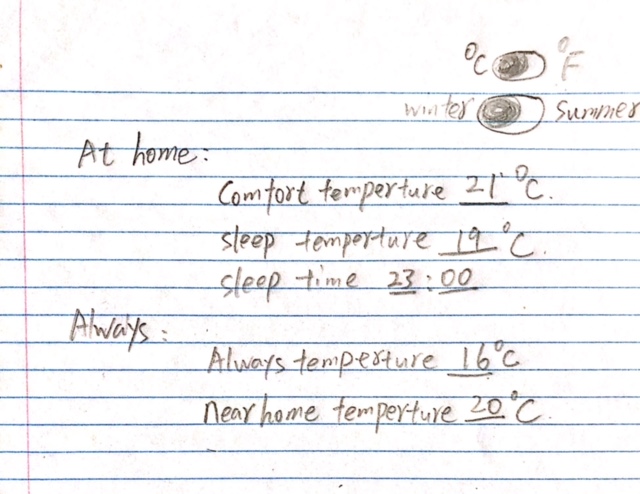 °C °F
winter summer
At home:
Comfort temperture 21°C.
sleep temperture 19°C.
sleep time 23:00
Always:
Always temperture 16°C
Near home temperture 20°C.